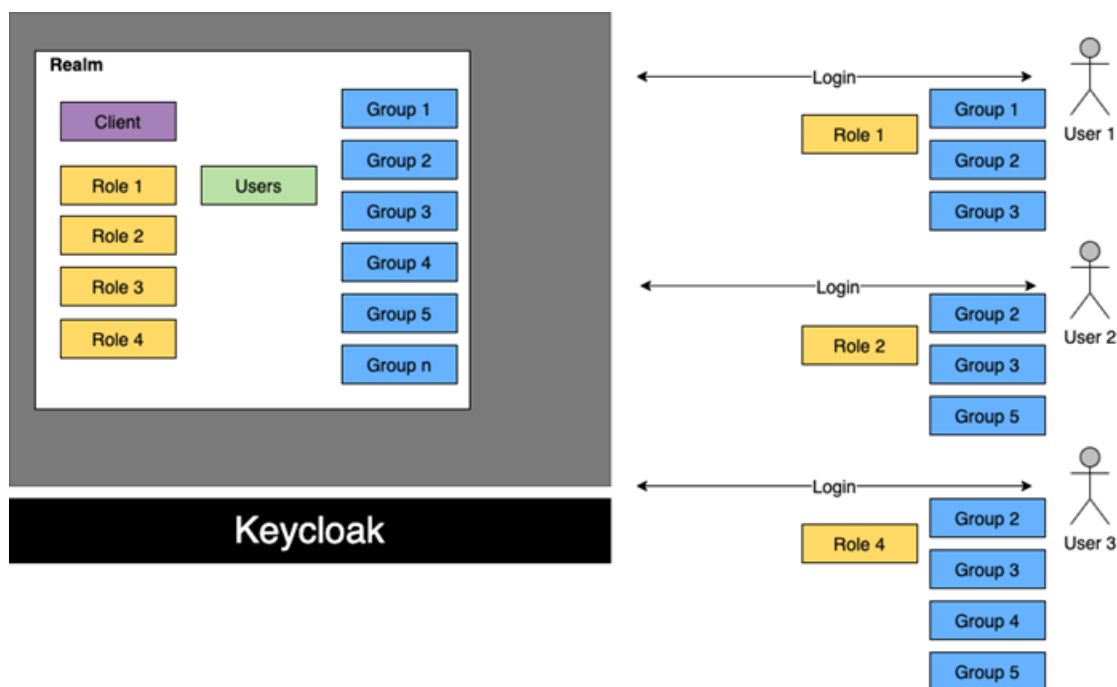 Realm
Client
Role 1
Role 2
Role 3
Role 4
Users
Group 1
Group 2
Group 3
Group 4
Group 5
Group n
Keycloak
Login
Role 1
Group 1
Group 2
Group 3
User 1
Login
Role 2
Group 2
Group 3
Group 5
User 2
Login
Role 4
Group 2
Group 3
Group 4
Group 5
User 3